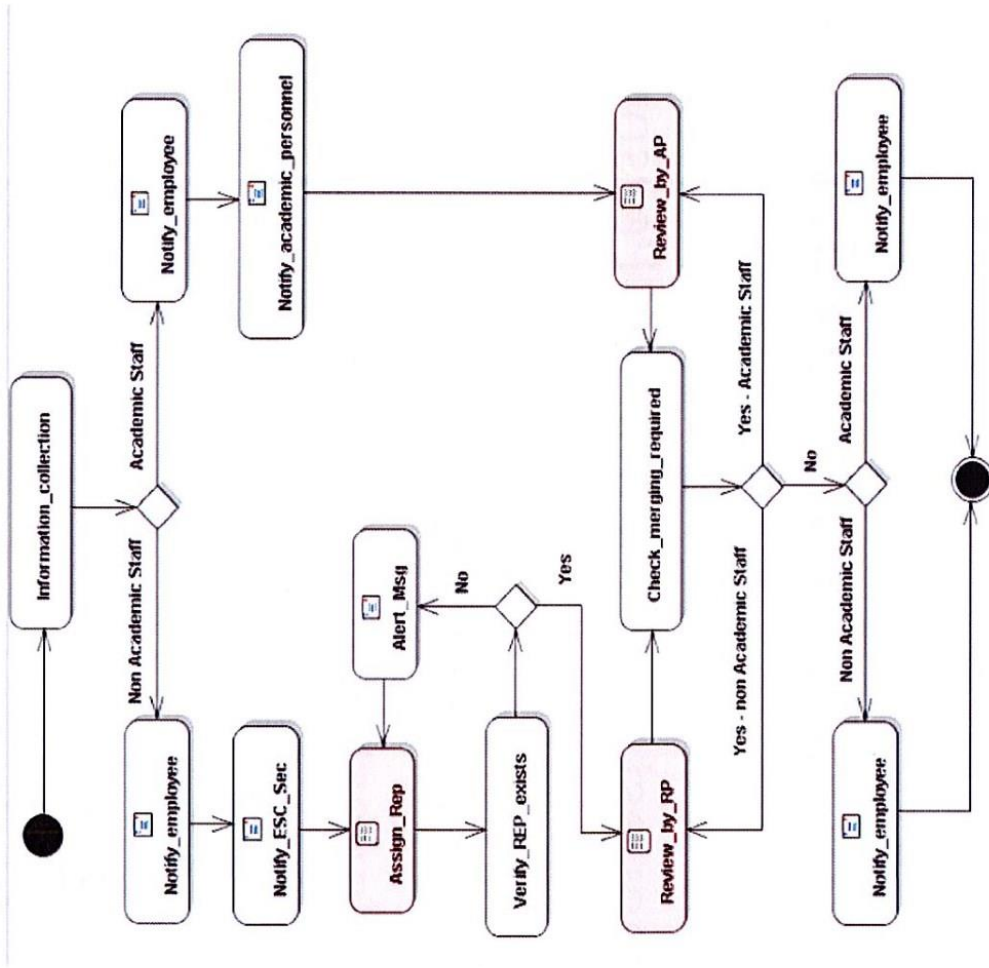 Information_collection
Non Academic Staff
Academic Staff
Notify_employee
Notify_employee
Notify_ESC_Sec
Notify_academic_personnel
Assign_Rep
Alert_Msg
No
Verify_REP_exists
Yes
Review_by_RP
Check_merging_required
Review_by_AP
Yes - non Academic Staff
Yes - Academic Staff
No
Non Academic Staff
Academic Staff
Notify_employee
Notify_employee